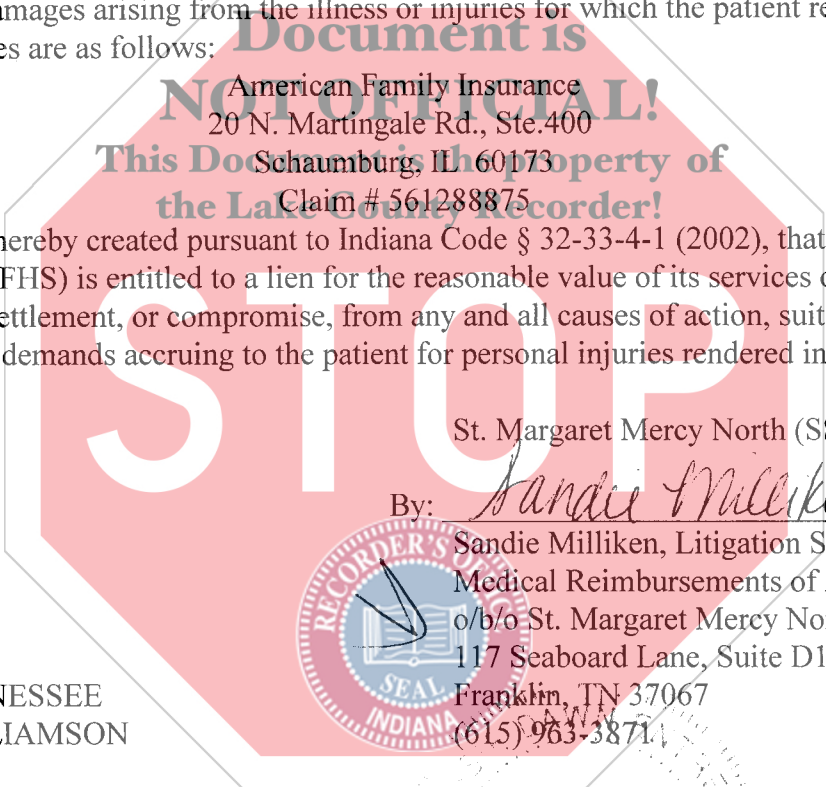 amages arising from the illness or injuries for which the patient re
es are as follows:
Document is
American Family Insurance
NOT OFFICIAL!
20 N. Martingale Rd., Ste.400
This Document is the property of
Schaumburg, IL 60173
the Lake County Recorder!
Claim # 561288875
hereby created pursuant to Indiana Code § 32-33-4-1 (2002), that
FHS) is entitled to a lien for the reasonable value of its services
ettlement, or compromise, from any and all causes of action, suit
demands accruing to the patient for personal injuries rendered in
STOP
St. Margaret Mercy North (SS
By: Sandie Millik
Sandie Milliken, Litigation S
Medical Reimbursements of
o/b/o St. Margaret Mercy No
117 Seaboard Lane, Suite D1
Franklin, TN 37067
(615) 963-3871
RECORDER'S OFFICE
SEAL
INDIANA
NESSEE
LIAMSON
DAWN